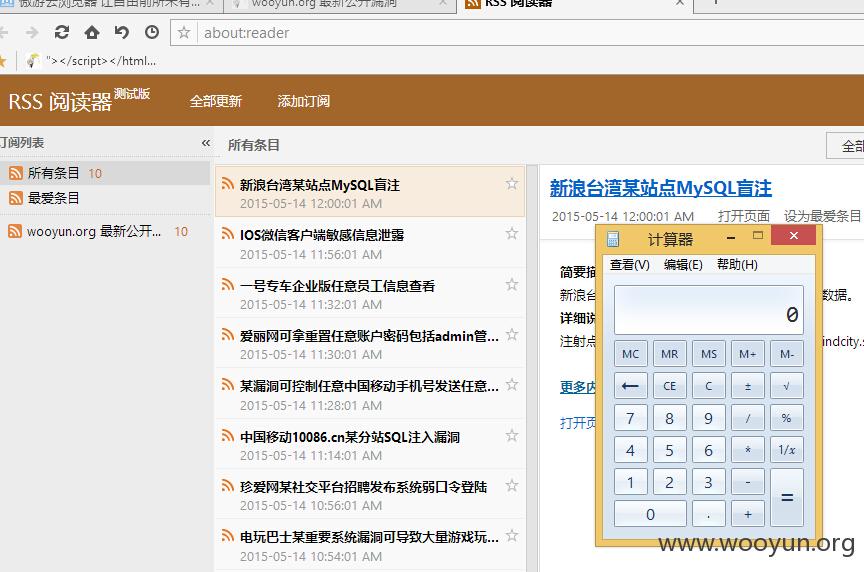 傲游云浏览器 让自由前所未有...
wooyun.org 最新公开漏洞
RSS 阅读器
about:reader
"></script></html...
RSS 阅读器 测试版
全部更新
添加订阅
订阅列表
«
所有条目
全部
所有条目 10
最爱条目
wooyun.org 最新公开... 10
新浪台湾某站点MySQL盲注
2015-05-14 12:00:01 AM
IOS微信客户端敏感信息泄露
2015-05-14 11:56:01 AM
一号专车企业版任意员工信息查看
2015-05-14 11:32:01 AM
爱丽网可拿重置任意账户密码包括admin管...
2015-05-14 11:30:01 AM
某漏洞可控制任意中国移动手机号发送任意...
2015-05-14 11:28:01 AM
中国移动10086.cn某分站SQL注入漏洞
2015-05-14 11:14:01 AM
珍爱网某社交平台招聘发布系统弱口令登陆
2015-05-14 10:56:01 AM
电玩巴士某重要系统漏洞可导致大量游戏玩...
2015-05-14 10:54:01 AM
新浪台湾某站点MySQL盲注
2015-05-14 12:00:01 AM 打开页面 设为最爱条目
简要描
新浪台 数据。
详细说
注射点 indcity.s
更多内
打开页
计算器
查看(V) 编辑(E) 帮助(H)
0
MC MR MS M+ M-
← CE C ± √
7 8 9 / %
4 5 6 * 1/x
1 2 3 - =
0 . +
www.wooyun.org